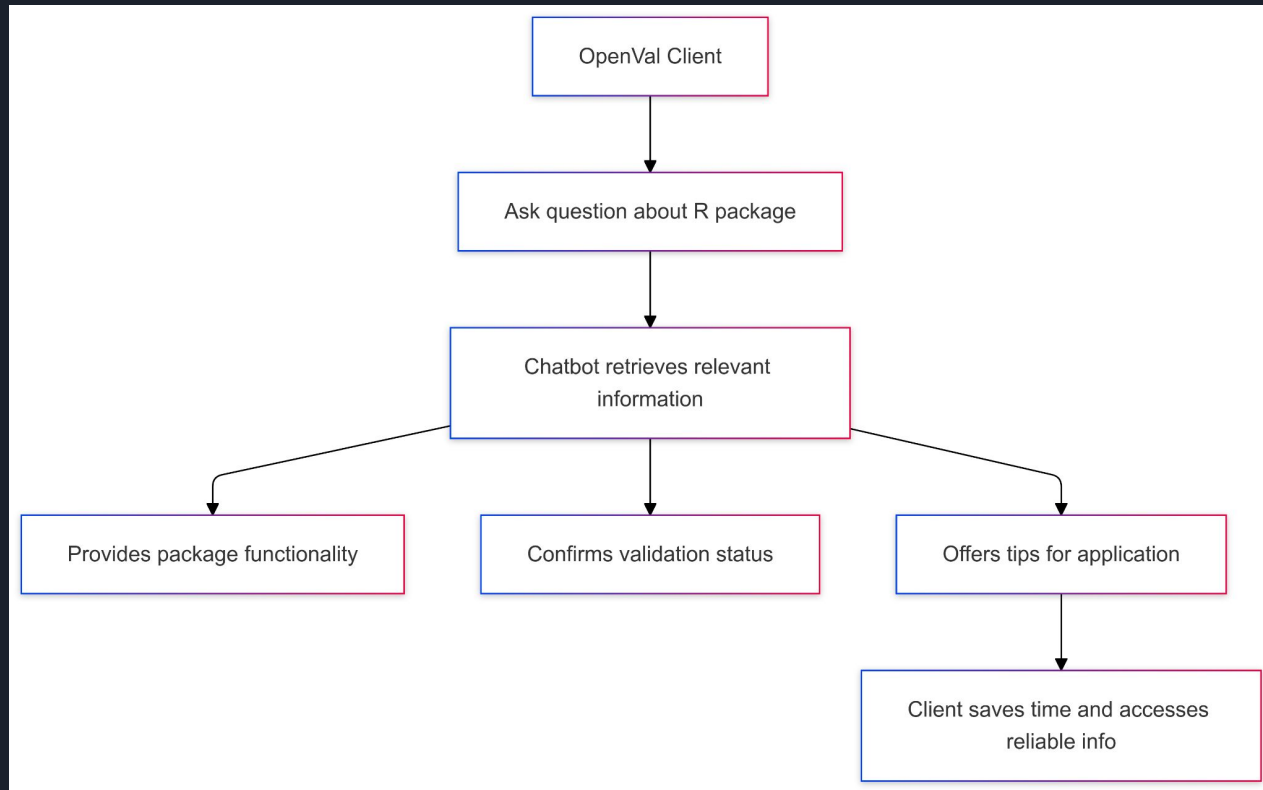 OpenVal Client
Ask question about R package
Chatbot retrieves relevant
information
Provides package functionality
Confirms validation status
Offers tips for application
Client saves time and accesses
reliable info